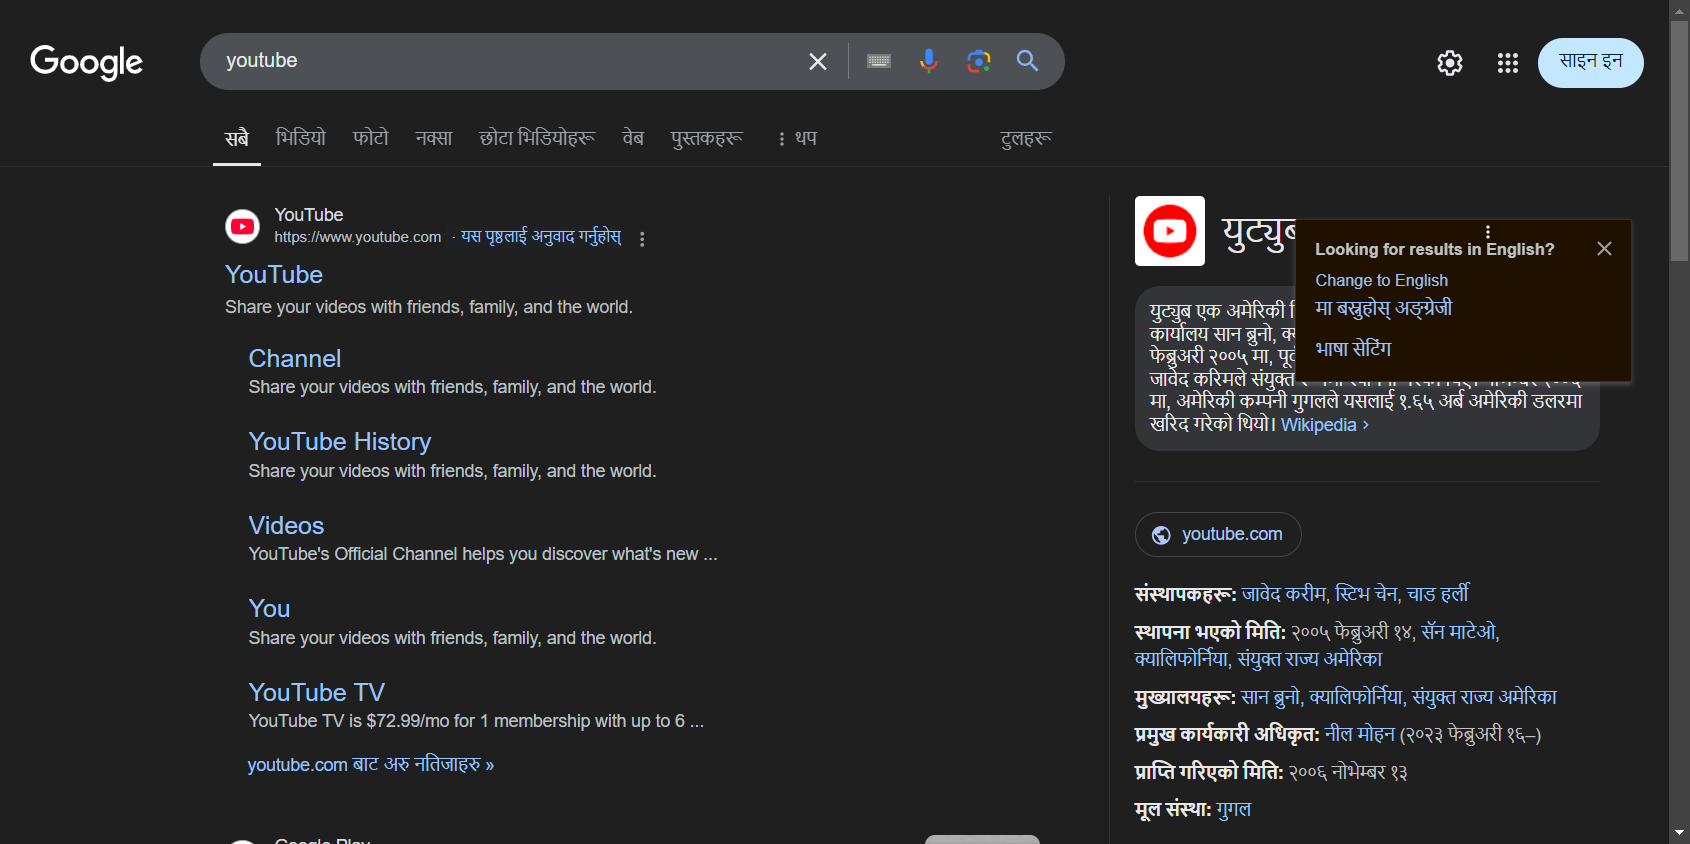 Google
youtube
साइन इन
सबै
भिडियो
फोटो
नक्सा
छोटा भिडियोहरू
वेब
पुस्तकहरू
थप
टुलहरू
YouTube
https://www.youtube.com · यस पृष्ठलाई अनुवाद गर्नुहोस्
YouTube
Share your videos with friends, family, and the world.
Channel
Share your videos with friends, family, and the world.
YouTube History
Share your videos with friends, family, and the world.
Videos
YouTube's Official Channel helps you discover what's new ...
You
Share your videos with friends, family, and the world.
YouTube TV
YouTube TV is $72.99/mo for 1 membership with up to 6 ...
youtube.com बाट अरु नतिजाहरु »
Google Play
युट्युब
Looking for results in English?
Change to English
मा बस्नुहोस् अङ्ग्रेजी
भाषा सेटिंग
युट्युब एक अमेरिकी
कार्यालय सान ब्रुनो,
फेब्रुअरी २००५ मा,
जावेद करिमले संयुक्त
मा, अमेरिकी कम्पनी गुगलले यसलाई १.६५ अर्ब अमेरिकी डलरमा
खरिद गरेको थियो। Wikipedia ›
youtube.com
संस्थापकहरू: जावेद करीम, स्टिभ चेन, चाड हर्ली
स्थापना भएको मिति: २००५ फेब्रुअरी १४, सॅन माटेओ,
क्यालिफोर्निया, संयुक्त राज्य अमेरिका
मुख्यालयहरू: सान ब्रुनो, क्यालिफोर्निया, संयुक्त राज्य अमेरिका
प्रमुख कार्यकारी अधिकृत: नील मोहन (२०२३ फेब्रुअरी १६–)
प्राप्ति गरिएको मिति: २००६ नोभेम्बर १३
मूल संस्था: गुगल